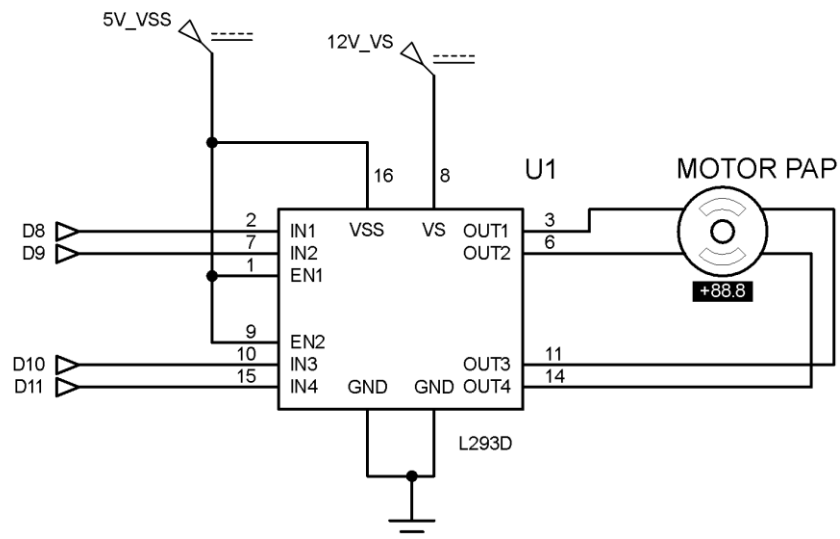 5V_VSS
12V_VS
16
8
U1
MOTOR PAP
D8
2
IN1
VSS
VS
OUT1
3
D9
7
IN2
OUT2
6
1
EN1
+88.8
9
EN2
D10
10
IN3
OUT3
11
D11
15
IN4
GND
GND
OUT4
14
L293D